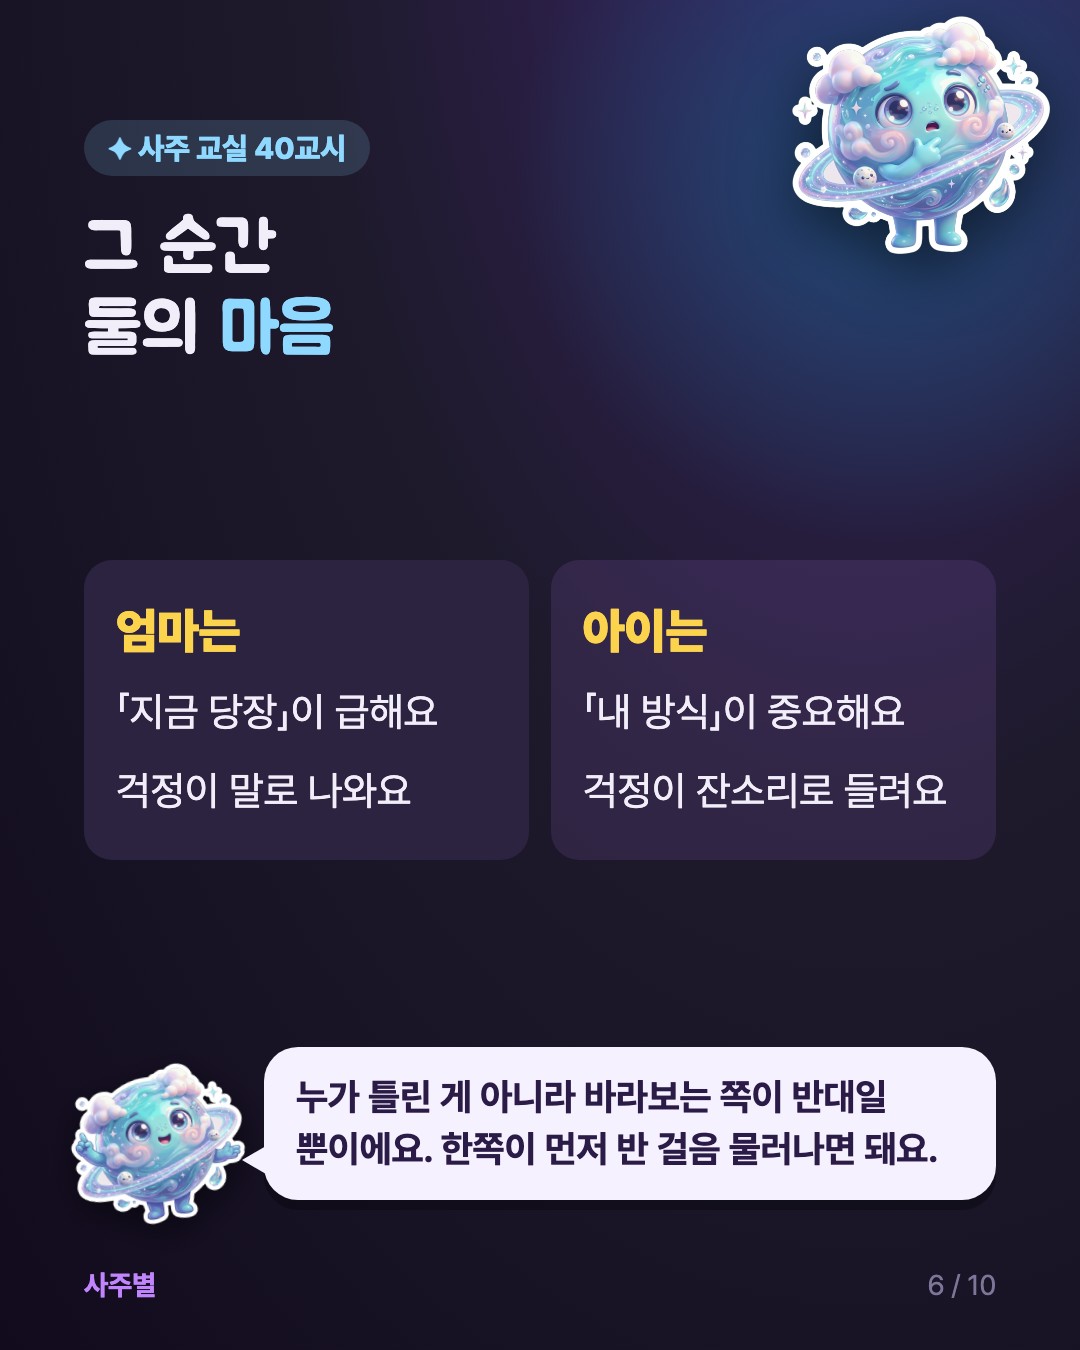 ✦ 사주 교실 40교시
그 순간
둘의 마음
엄마는
「지금 당장」이 급해요
걱정이 말로 나와요
아이는
「내 방식」이 중요해요
걱정이 잔소리로 들려요
누가 틀린 게 아니라 바라보는 쪽이 반대일
뿐이에요. 한쪽이 먼저 반 걸음 물러나면 돼요.
사주별
6 / 10